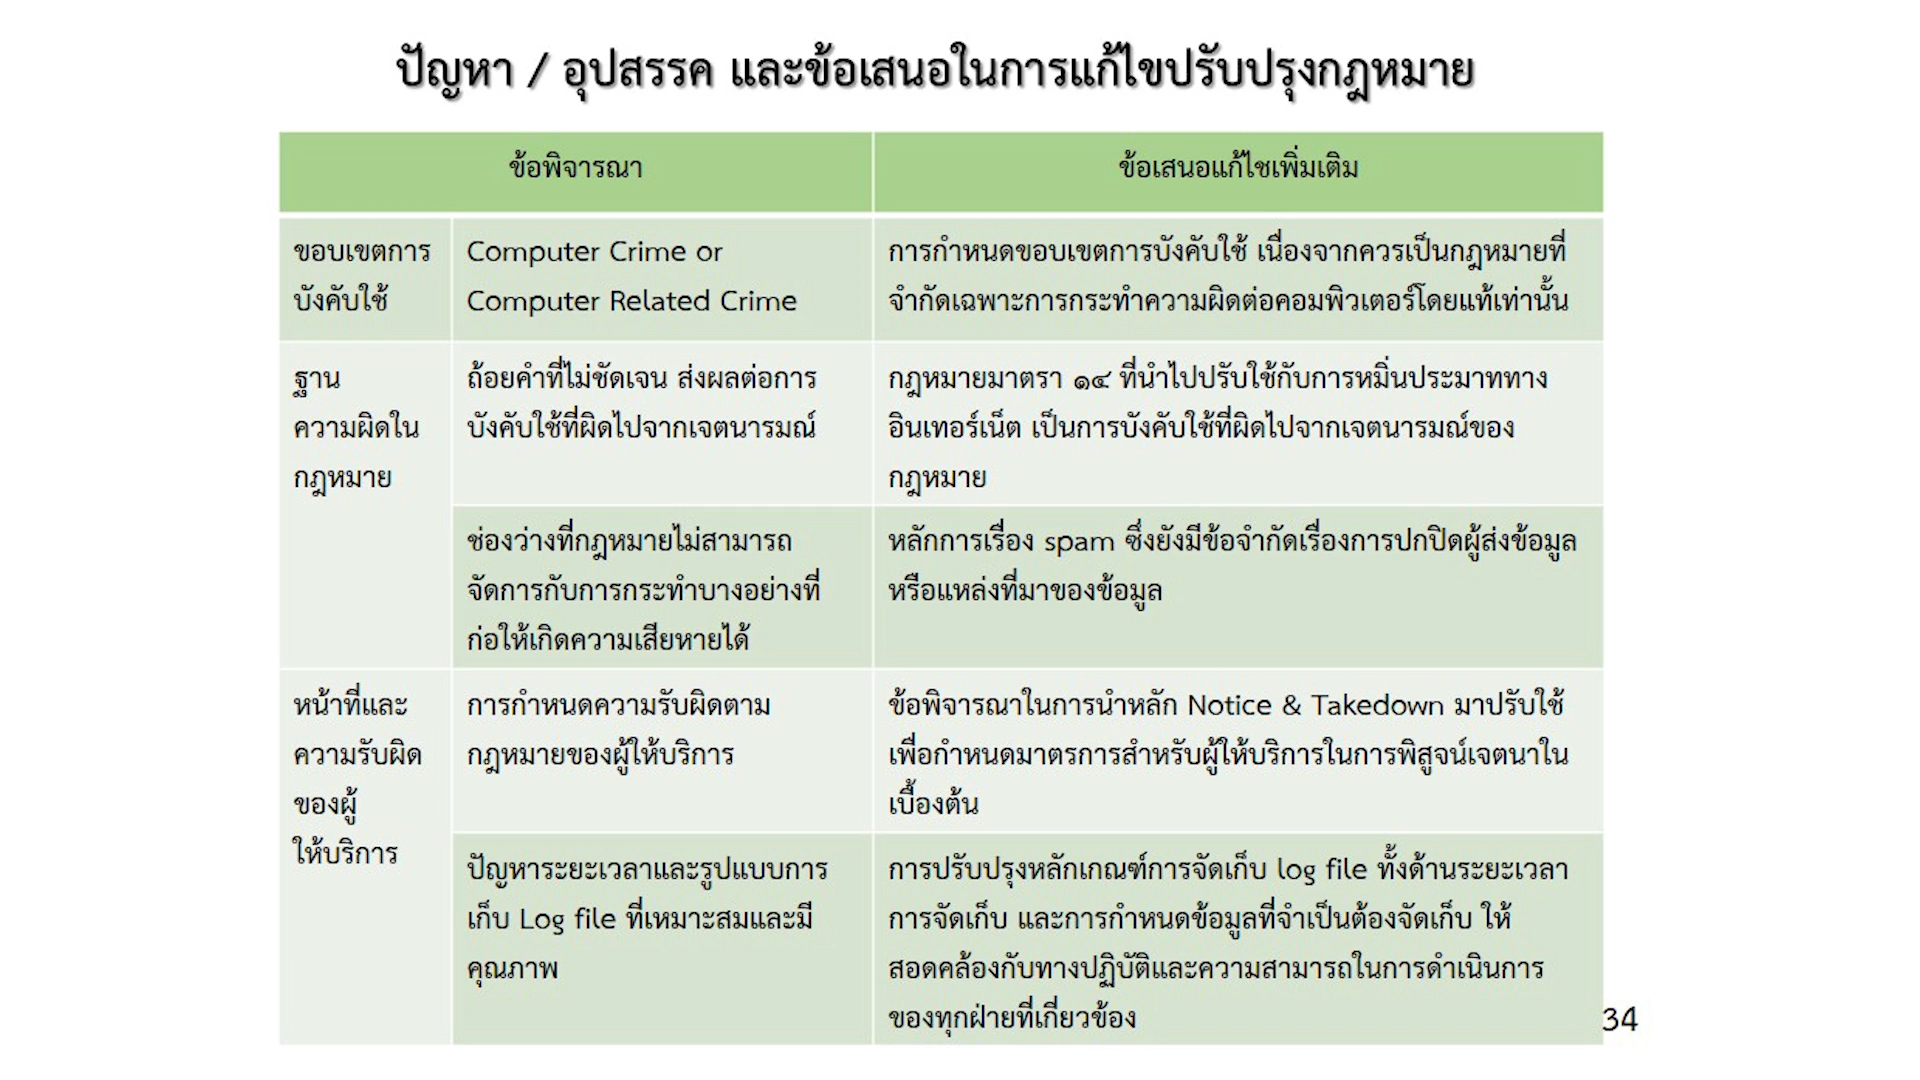 ปัญหา / อุปสรรค และข้อเสนอในการแก้ไขปรับปรุงกฎหมาย
ข้อพิจารณา
ข้อเสนอแก้ไชเพิ่มเติม
ขอบเขตการ
บังคับใช้
Computer Crime or
Computer Related Crime
การกำหนดขอบเขตการบังคับใช้ เนื่องจากควรเป็นกฎหมายที่
จำกัดเฉพาะการกระทำความผิดต่อคอมพิวเตอร์โดยแท้เท่านั้น
ฐาน
ความผิดใน
กฎหมาย
ถ้อยคำที่ไม่ชัดเจน ส่งผลต่อการ
บังคับใช้ที่ผิดไปจากเจตนารมณ์
กฎหมายมาตรา ๑๔ ที่นำไปปรับใช้กับการหมิ่นประมาททาง
อินเทอร์เน็ต เป็นการบังคับใช้ที่ผิดไปจากเจตนารมณ์ของ
กฎหมาย
ช่องว่างที่กฎหมายไม่สามารถ
จัดการกับการกระทำบางอย่างที่
ก่อให้เกิดความเสียหายได้
หลักการเรื่อง spam ซึ่งยังมีข้อจำกัดเรื่องการปกปิดผู้ส่งข้อมูล
หรือแหล่งที่มาของข้อมูล
หน้าที่และ
ความรับผิด
ของผู้
ให้บริการ
การกำหนดความรับผิดตาม
กฎหมายของผู้ให้บริการ
ข้อพิจารณาในการนำหลัก Notice & Takedown มาปรับใช้
เพื่อกำหนดมาตรการสำหรับผู้ให้บริการในการพิสูจน์เจตนาใน
เบื้องต้น
ปัญหาระยะเวลาและรูปแบบการ
เก็บ Log file ที่เหมาะสมและมี
คุณภาพ
การปรับปรุงหลักเกณฑ์การจัดเก็บ log file ทั้งด้านระยะเวลา
การจัดเก็บ และการกำหนดข้อมูลที่จำเป็นต้องจัดเก็บ ให้
สอดคล้องกับทางปฏิบัติและความสามารถในการดำเนินการ
ของทุกฝ่ายที่เกี่ยวข้อง
34